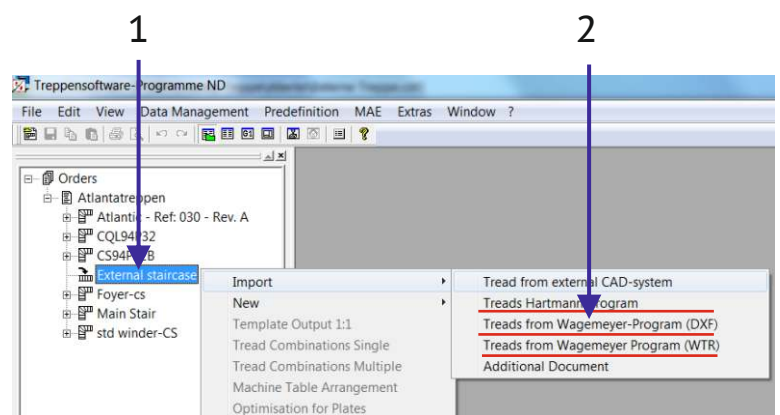 1 2
Treppensoftware-Programme ND
File Edit View Data Management Predefinition MAE Extras Window ?
Orders
Atlantatreppen
Atlantic - Ref: 030 - Rev. A
CQL94 32
CS94P B
External staircase
Foyer-cs
Main Stair
std winder-CS
Import
New
Template Output 1:1
Tread Combinations Single
Tread Combinations Multiple
Machine Table Arrangement
Optimisation for Plates
Tread from external CAD-system
Treads Hartmann Program
Treads from Wagemeyer-Program (DXF)
Treads from Wagemeyer Program (WTR)
Additional Document